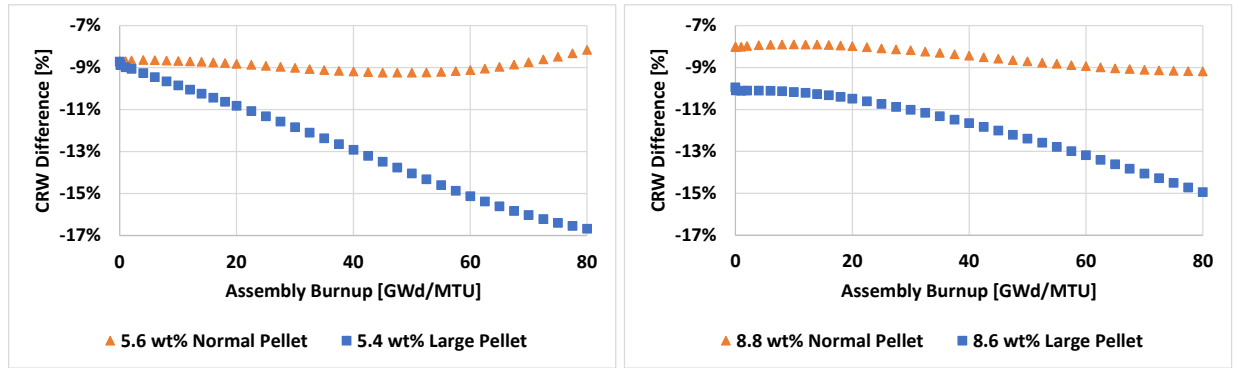 -7%
-9%
-11%
-13%
-15%
-17%
CRW Difference [%]
0
20
40
60
80
Assembly Burnup [GWd/MTU]
5.6 wt% Normal Pellet
5.4 wt% Large Pellet
-7%
-9%
-11%
-13%
-15%
-17%
CRW Difference [%]
0
20
40
60
80
Assembly Burnup [GWd/MTU]
8.8 wt% Normal Pellet
8.6 wt% Large Pellet